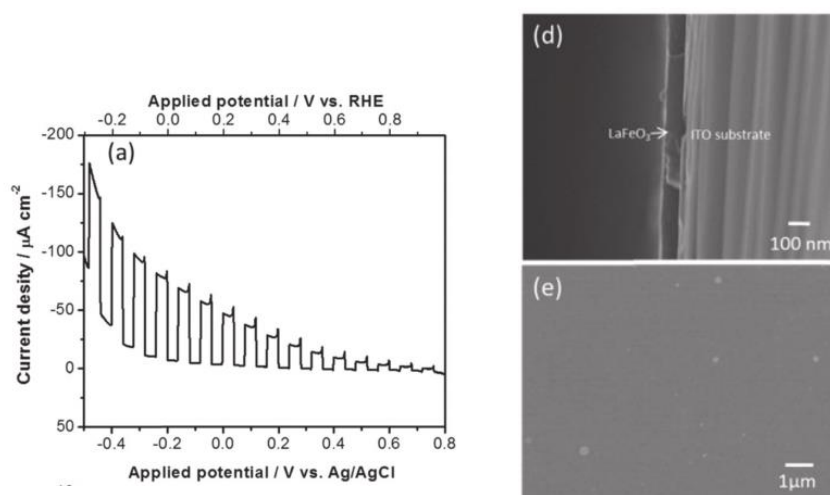 Applied potential / V vs. RHE
-0.2 0.0 0.2 0.4 0.6 0.8
-200
(a)
-150
-100
-50
0
50
Current desity / µA cm⁻²
-0.4 -0.2 0.0 0.2 0.4 0.6 0.8
Applied potential / V vs. Ag/AgCl
(d)
LaFeO₃ ITO substrate
100 nm
(e)
1µm